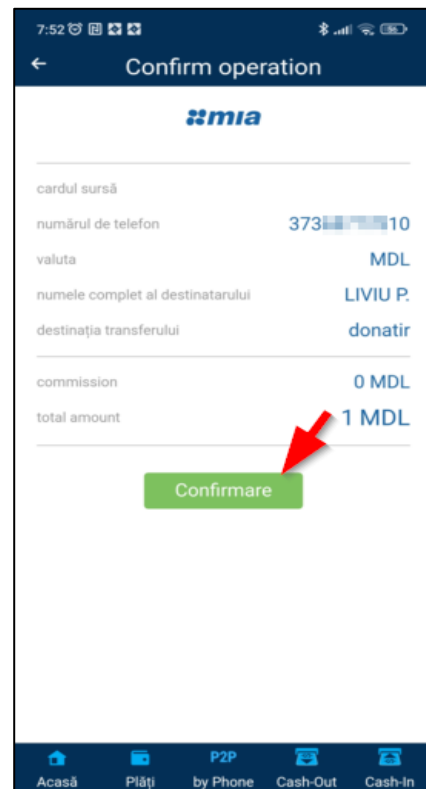 7:52
Confirm operation
mia
cardul sursă
numărul de telefon 373 10
valuta MDL
numele complet al destinatarului LIVIU P.
destinația transferului donatir
commission 0 MDL
total amount 1 MDL
Confirmare
Acasă Plăți P2P by Phone Cash-Out Cash-In